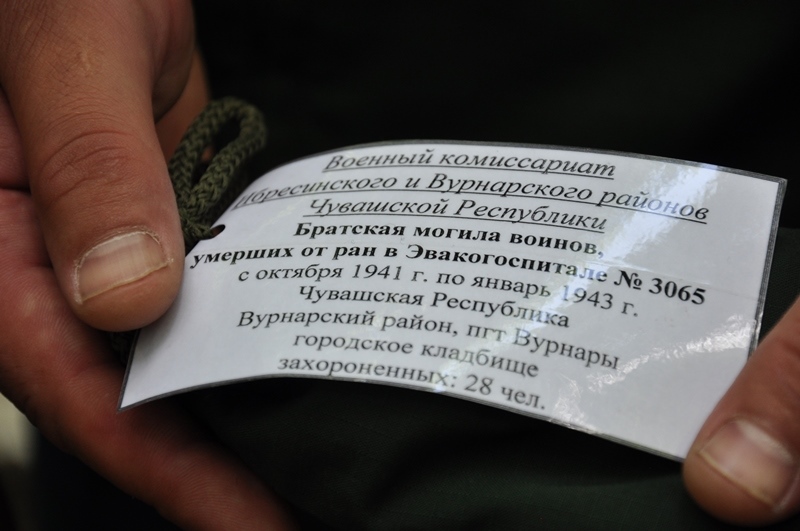 Военный комиссариат
Ибресинского и Вурнарского районов
Чувашской Республики
Братская могила воинов,
умерших от ран в Эвакогоспитале № 3065
с октября 1941 г. по январь 1943 г.
Чувашская Республика
Вурнарский район, пгт Вурнары
городское кладбище
захороненных: 28 чел.